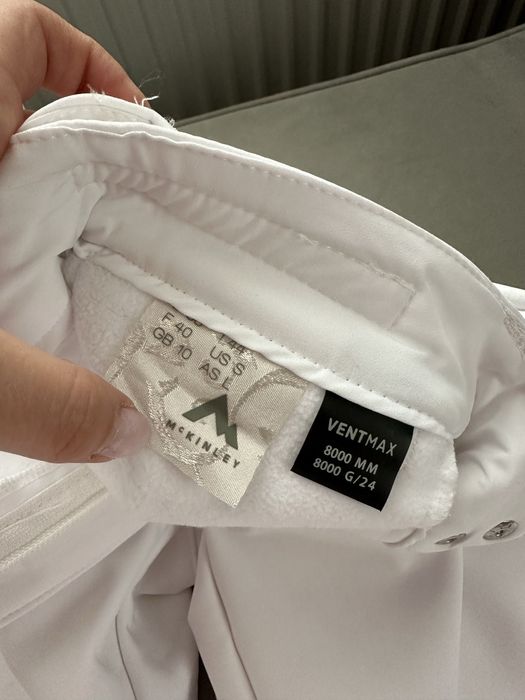 F 40
GB 10
US S
AS L
McKINLEY
VENTMAX
8000 MM
8000 G/24